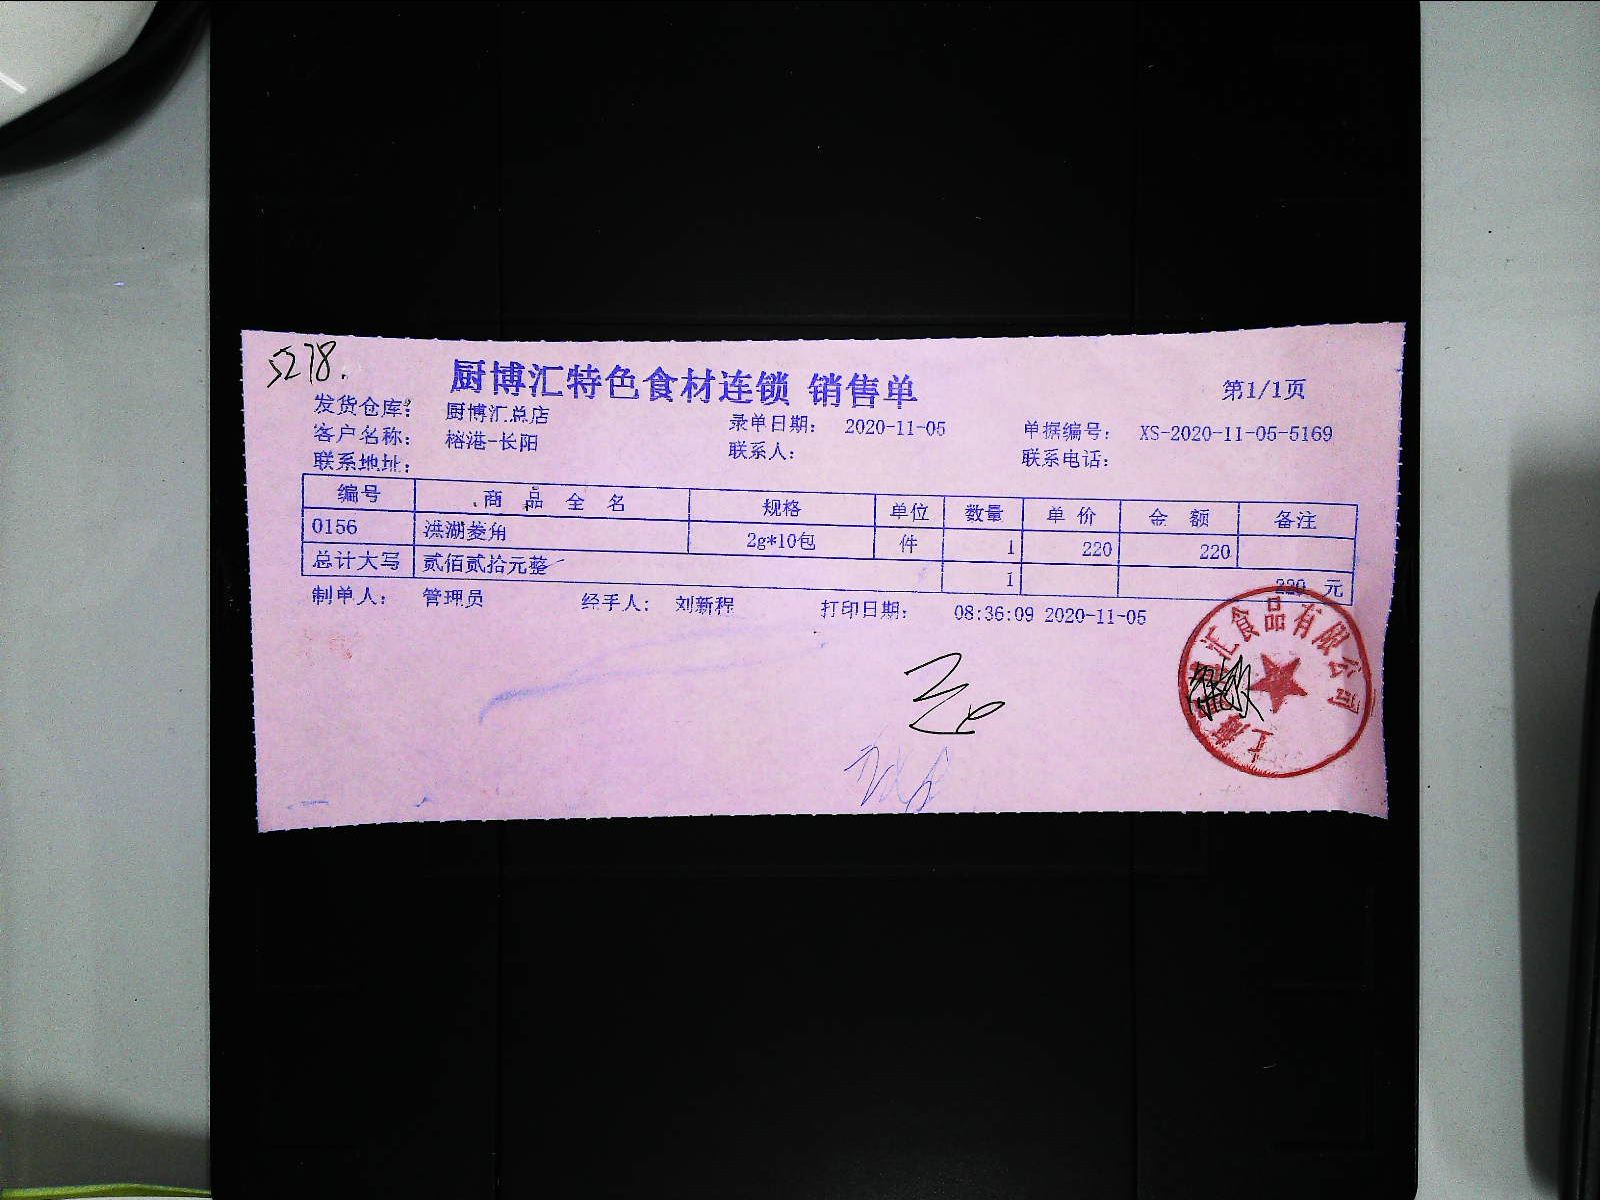 5278.
厨博汇特色食材连锁 销售单
第1/1页
发货仓库: 厨博汇总店 录单日期: 2020-11-05 单据编号: XS-2020-11-05-5169
客户名称: 榕港-长阳 联系人: 联系电话:
联系地址:
编号 商品全名 规格 单位 数量 单价 金额 备注
0156 洪湖菱角 2g*10包 件 1 220 220
总计大写 贰佰贰拾元整 1 220 元
制单人: 管理员 经手人: 刘新程 打印日期: 08:36:09 2020-11-05
上 汇食品有限公司